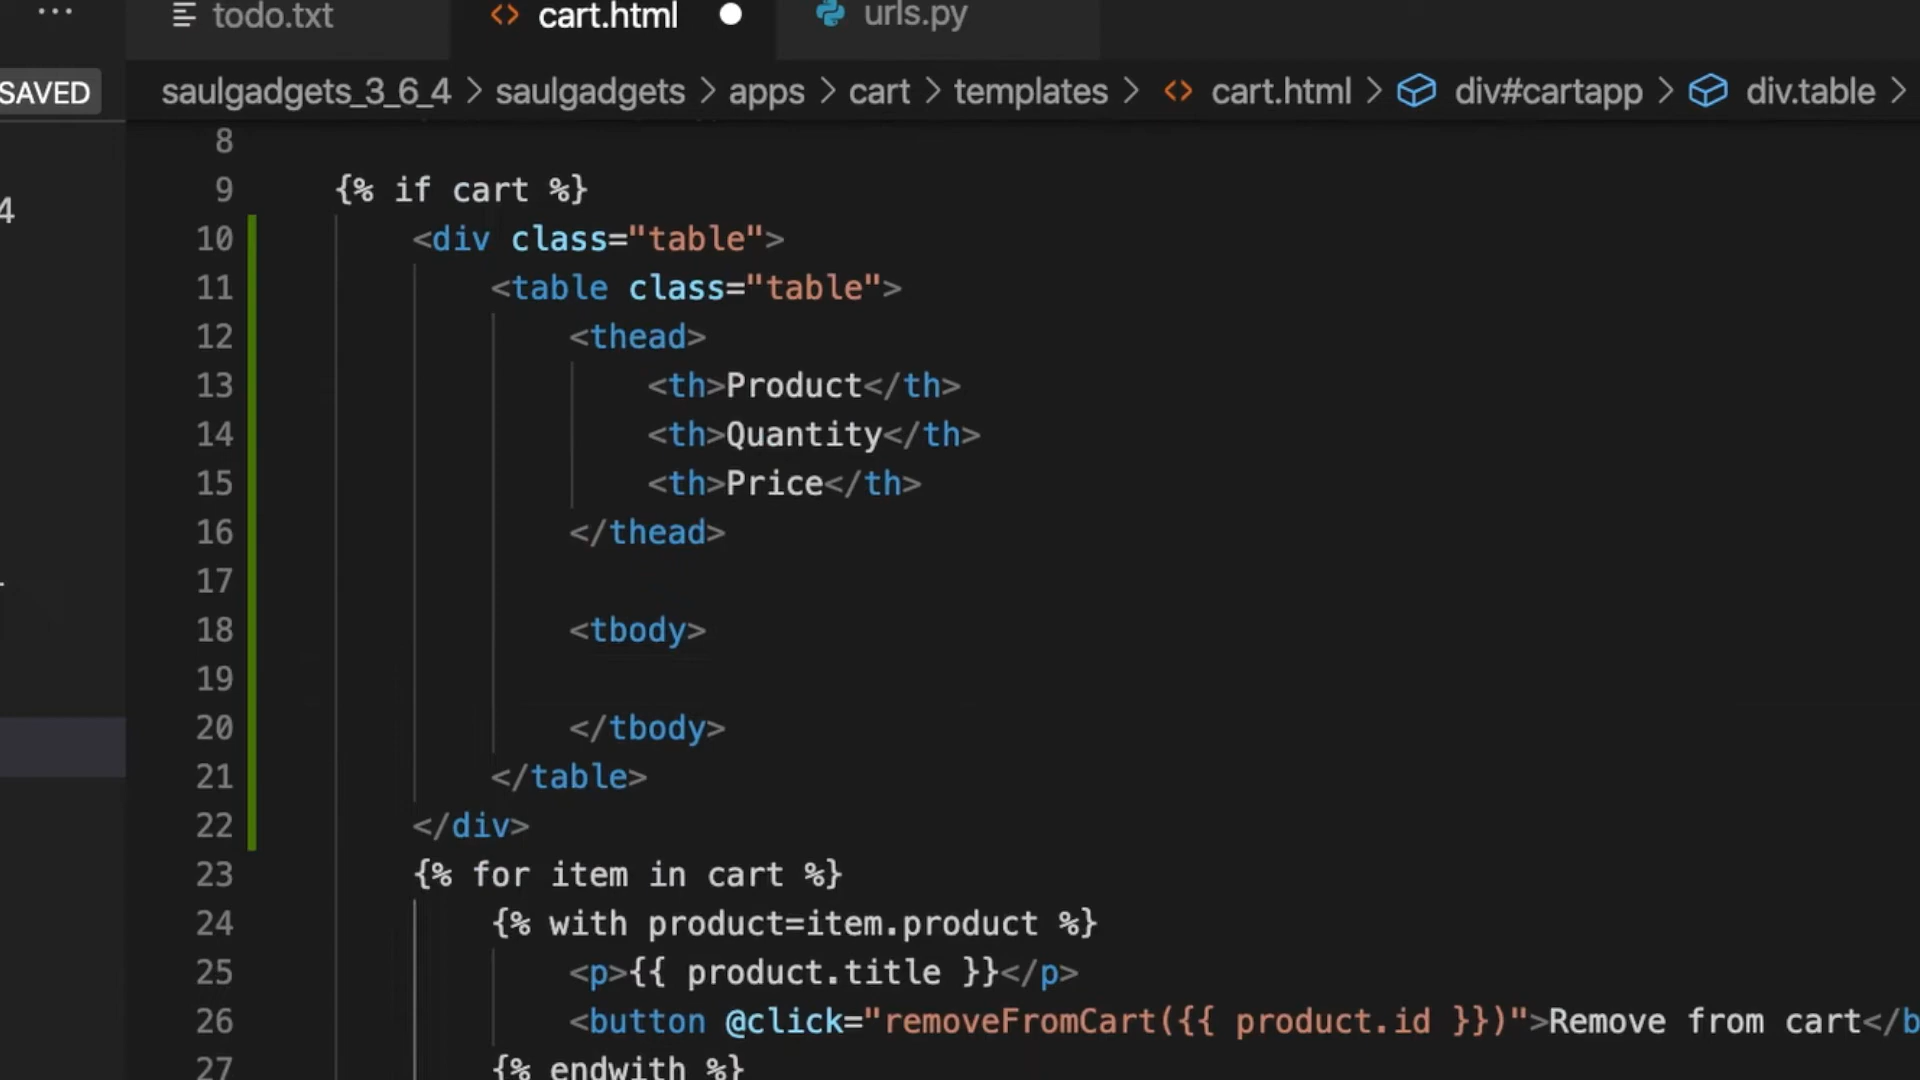 todo.txt
cart.html
urls.py
SAVED
saulgadgets_3_6_4 > saulgadgets > apps > cart > templates > cart.html > div#cartapp > div.table >
4
8
9 {% if cart %}
10 <div class="table">
11 <table class="table">
12 <thead>
13 <th>Product</th>
14 <th>Quantity</th>
15 <th>Price</th>
16 </thead>
17
18 <tbody>
19
20 </tbody>
21 </table>
22 </div>
23 {% for item in cart %}
24 {% with product=item.product %}
25 <p>{{ product.title }}</p>
26 <button @click="removeFromCart({{ product.id }})">Remove from cart</b
27 {% endwith %}